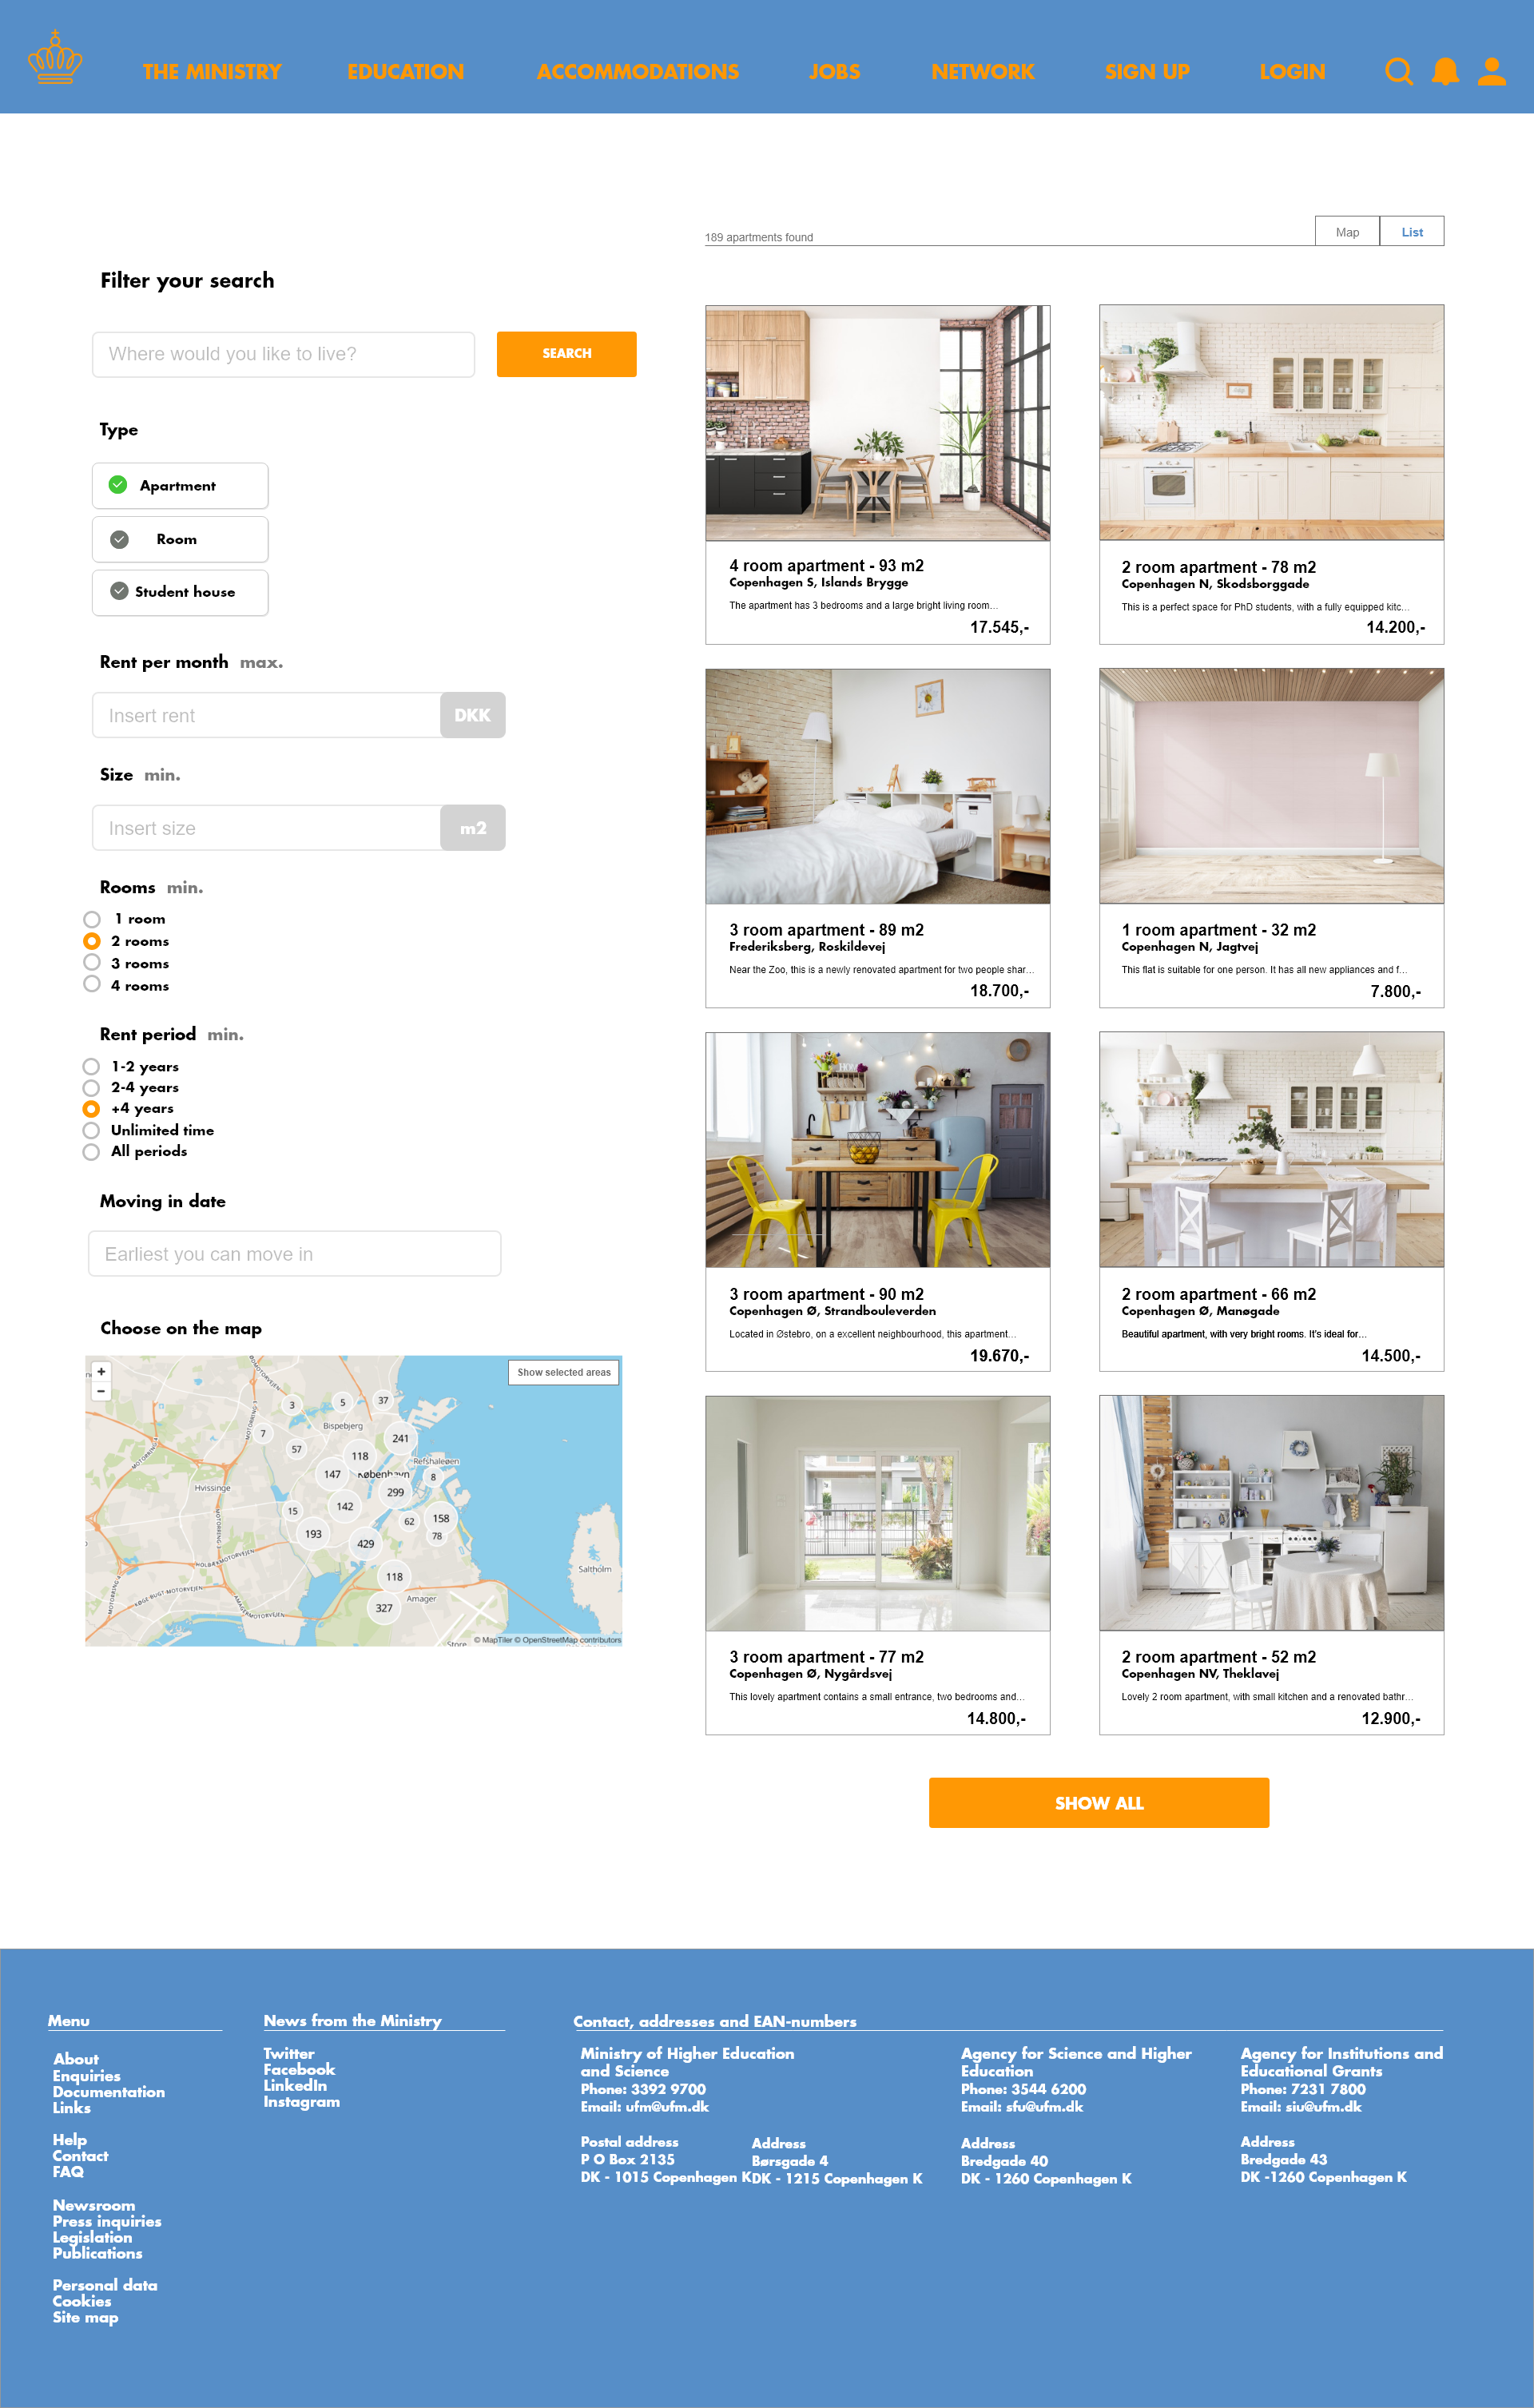 THE MINISTRY
EDUCATION
ACCOMMODATIONS
JOBS
NETWORK
SIGN UP
LOGIN
189 apartments found
Map
List
Filter your search
Where would you like to live?
SEARCH
Type
Apartment
Room
Student house
Rent per month max.
Insert rent
DKK
Size min.
Insert size
m2
Rooms min.
1 room
2 rooms
3 rooms
4 rooms
Rent period min.
1-2 years
2-4 years
+4 years
Unlimited time
All periods
Moving in date
Earliest you can move in
Choose on the map
Show selected areas
+
−
3
5
37
Bispebjerg
7
241
57
118
Refshaleøen
147
København
8
Hvissinge
299
142
15
62
158
193
78
429
Saltholm
118
Amager
327
MOTORRING 3
MOTORRING 4
HOLBÆKMOTORVEJEN
KØGE BUGT-MOTORVEJEN
AMAGERMOTORVEJEN
Store
© MapTiler © OpenStreetMap contributors
4 room apartment - 93 m2
Copenhagen S, Islands Brygge
The apartment has 3 bedrooms and a large bright living room...
17.545,-
2 room apartment - 78 m2
Copenhagen N, Skodsborggade
This is a perfect space for PhD students, with a fully equipped kitc...
14.200,-
3 room apartment - 89 m2
Frederiksberg, Roskildevej
Near the Zoo, this is a newly renovated apartment for two people shar...
18.700,-
1 room apartment - 32 m2
Copenhagen N, Jagtvej
This flat is suitable for one person. It has all new appliances and f...
7.800,-
3 room apartment - 90 m2
Copenhagen Ø, Strandbouleverden
Located in Østebro, on a excellent neighbourhood, this apartment...
19.670,-
2 room apartment - 66 m2
Copenhagen Ø, Manøgade
Beautiful apartment, with very bright rooms. It's ideal for...
14.500,-
3 room apartment - 77 m2
Copenhagen Ø, Nygårdsvej
This lovely apartment contains a small entrance, two bedrooms and...
14.800,-
2 room apartment - 52 m2
Copenhagen NV, Theklavej
Lovely 2 room apartment, with small kitchen and a renovated bathr...
12.900,-
SHOW ALL
Menu
About
Enquiries
Documentation
Links
Help
Contact
FAQ
Newsroom
Press inquiries
Legislation
Publications
Personal data
Cookies
Site map
News from the Ministry
Twitter
Facebook
LinkedIn
Instagram
Contact, addresses and EAN-numbers
Ministry of Higher Education
and Science
Phone: 3392 9700
Email: ufm@ufm.dk
Postal address
P O Box 2135
DK - 1015 Copenhagen K
Address
Børsgade 4
DK - 1215 Copenhagen K
Agency for Science and Higher
Education
Phone: 3544 6200
Email: sfu@ufm.dk
Address
Bredgade 40
DK - 1260 Copenhagen K
Agency for Institutions and
Educational Grants
Phone: 7231 7800
Email: siu@ufm.dk
Address
Bredgade 43
DK -1260 Copenhagen K